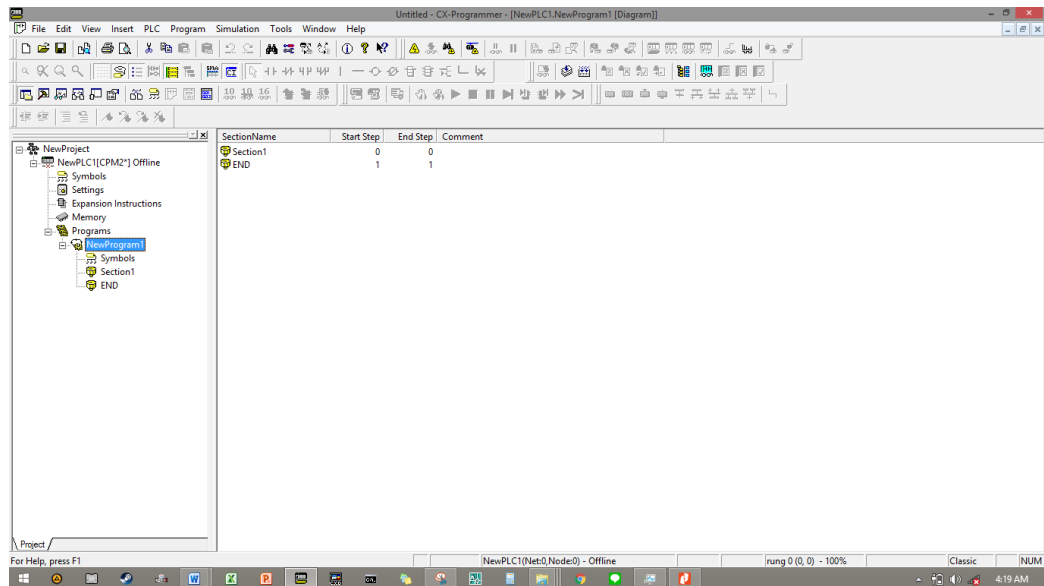 Untitled - CX-Programmer - [NewPLC1.NewProgram1 [Diagram]]
File Edit View Insert PLC Program Simulation Tools Window Help
10 10 16
SectionName Start Step End Step Comment
Section1 0 0
END 1 1
NewProject
NewPLC1[CPM2*] Offline
Symbols
Settings
Expansion Instructions
Memory
Programs
NewProgram1
Symbols
Section1
END
Project
For Help, press F1
NewPLC1(Net:0,Node:0) - Offline
rung 0 (0, 0) - 100%
Classic
NUM
4:19 AM